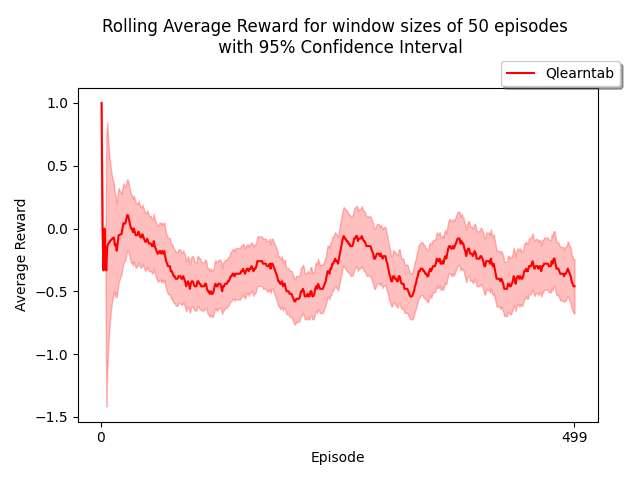 Rolling Average Reward for window sizes of 50 episodes
with 95% Confidence Interval
Qlearntab
Average Reward
1.0
0.5
0.0
−0.5
−1.0
−1.5
0
499
Episode